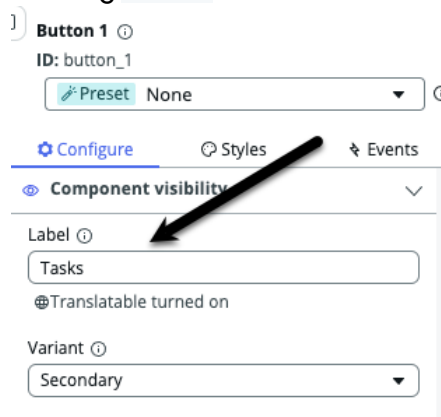 Button 1
ID: button_1
Preset None
Configure Styles Events
Component visibility
Label
Tasks
Translatable turned on
Variant
Secondary